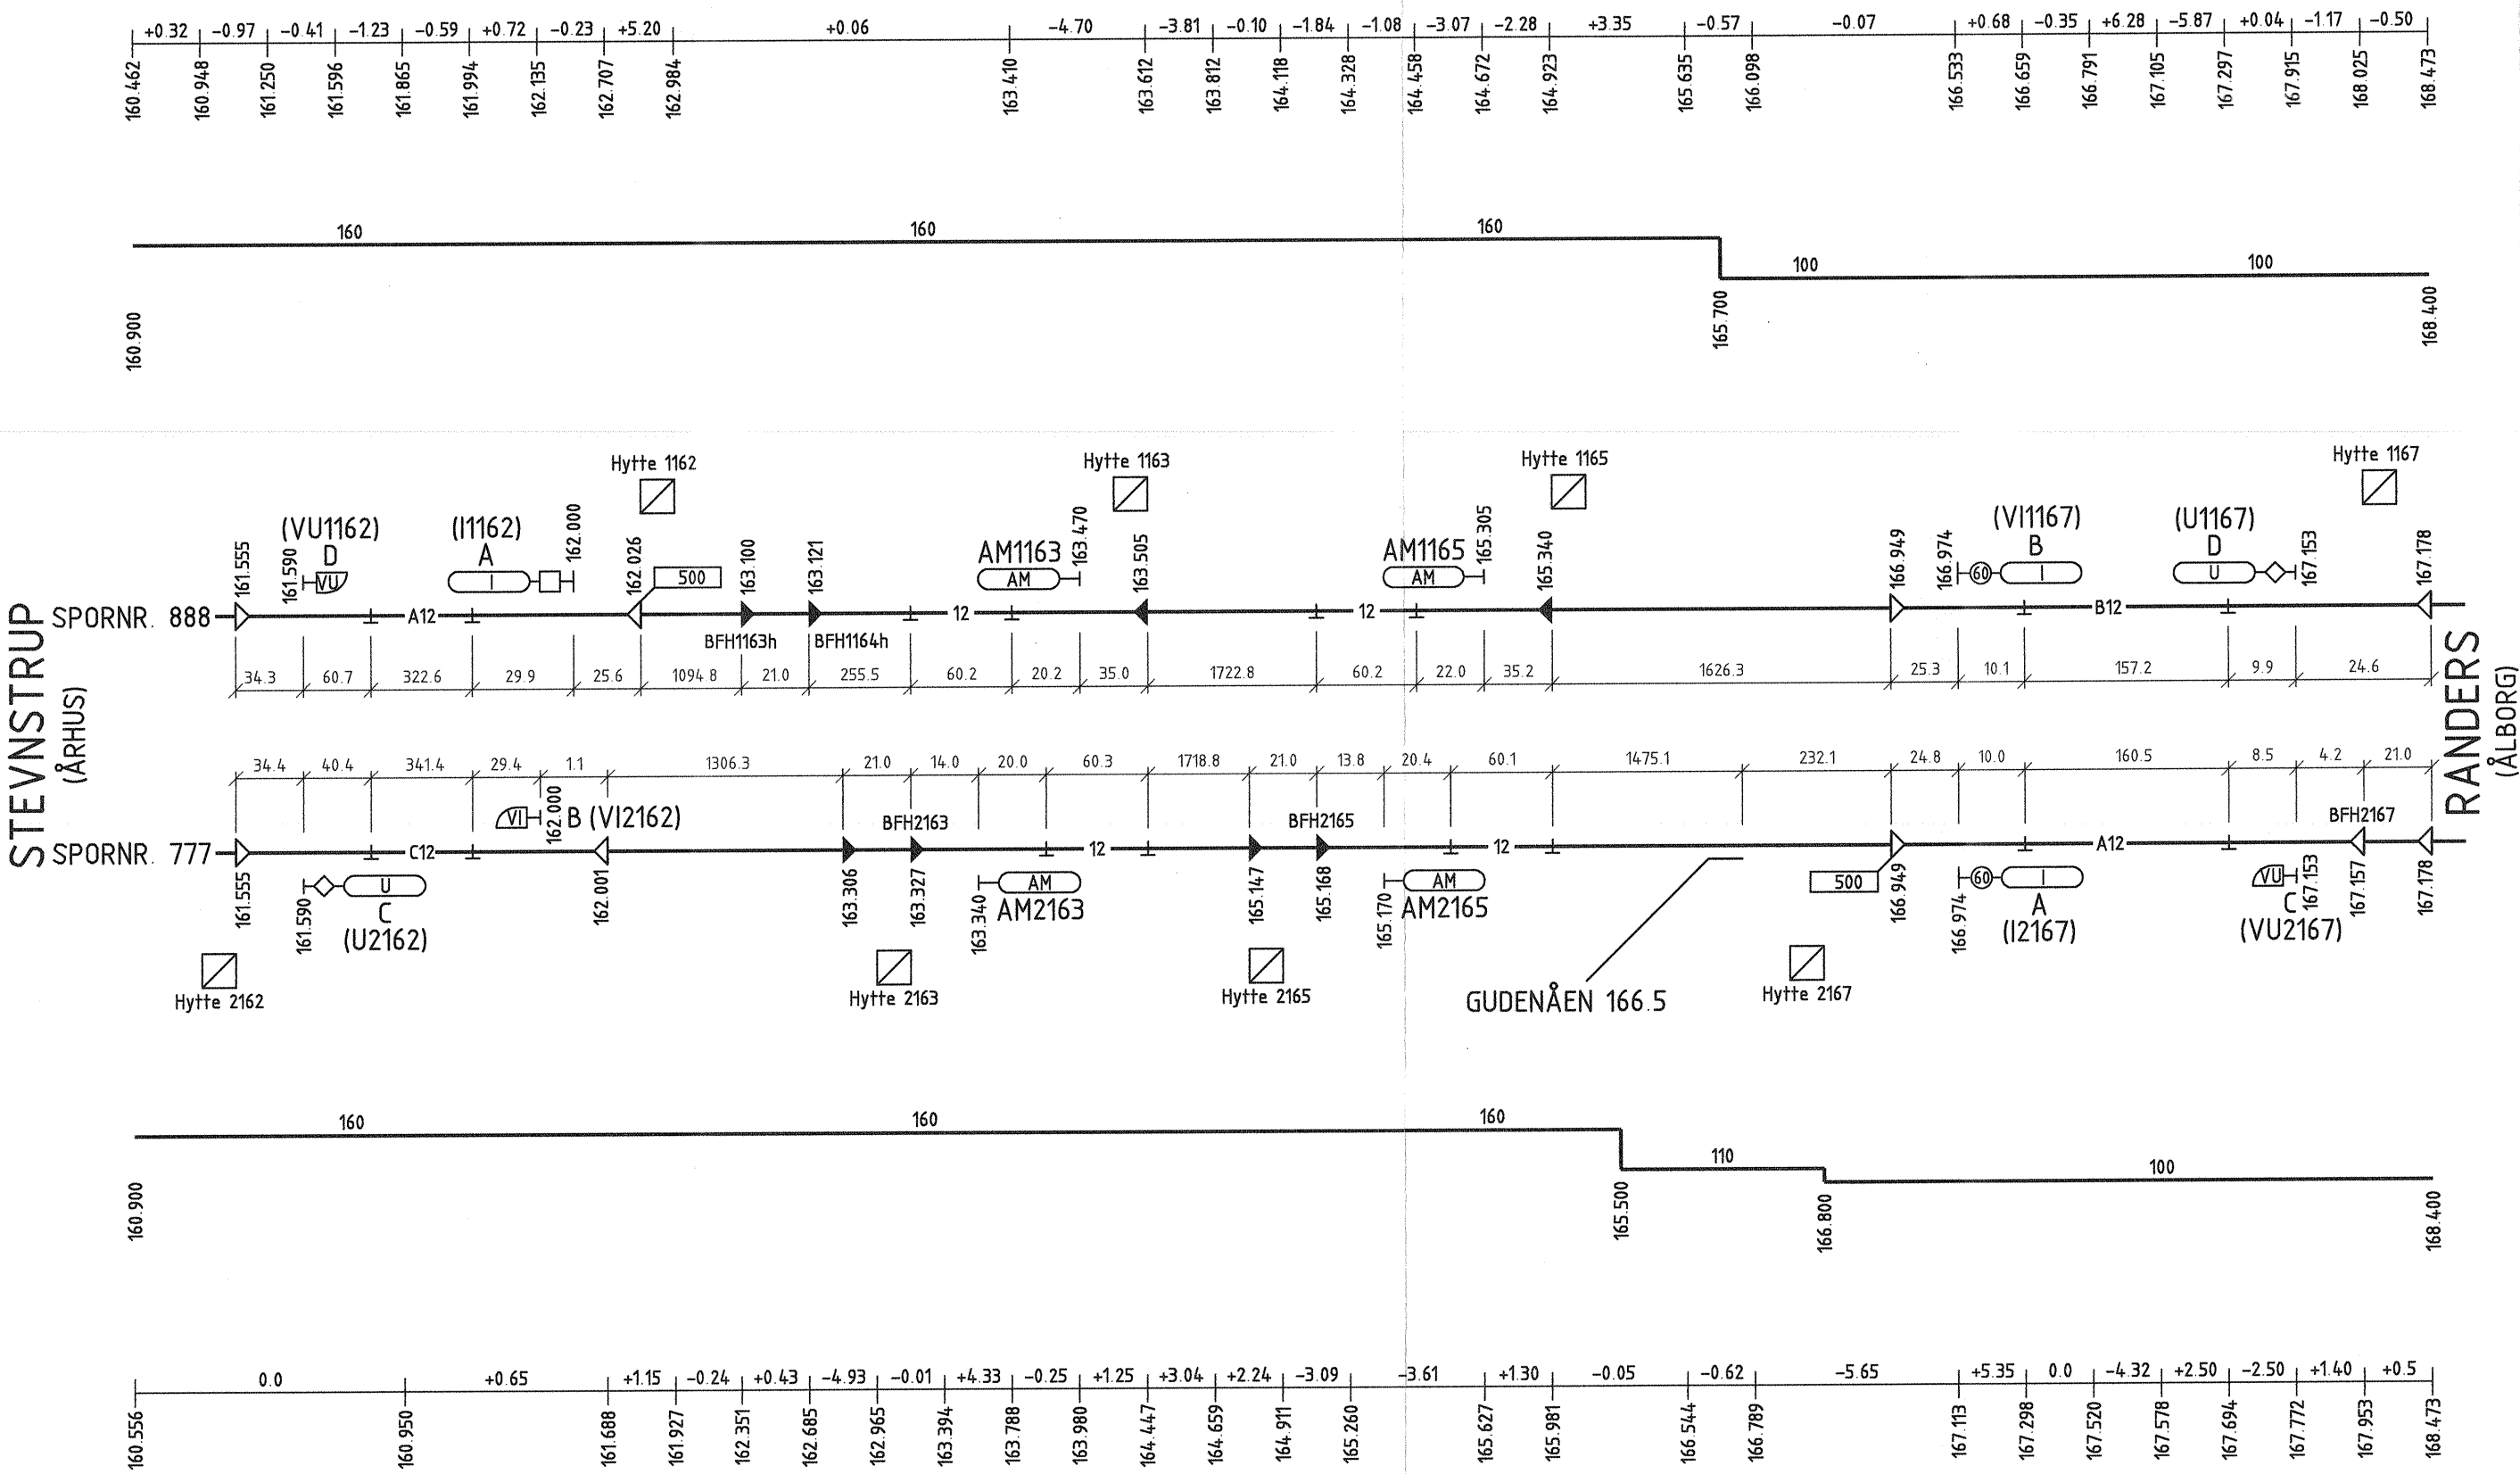 +0.32 -0.97 -0.41 -1.23 -0.59 +0.72 -0.23 +5.20 +0.06 -4.70 -3.81 -0.10 -1.84 -1.08 -3.07 -2.28 +3.35 -0.57 -0.07 +0.68 -0.35 +6.28 -5.87 +0.04 -1.17 -0.50
160.462 160.948 161.250 161.596 161.865 161.994 162.135 162.707 162.984 163.410 163.612 163.812 164.118 164.328 164.458 164.672 164.923 165.635 166.098 166.533 166.659 166.791 167.105 167.297 167.915 168.025 168.473
160 160 160 100 100
160.900 165.700 168.400
Hytte 1162 Hytte 1163 Hytte 1165 Hytte 1167
(VU1162) (I1162) (VI1167) (U1167)
D A AM1163 AM1165 B D
161.555 161.590 162.000 162.026 163.100 163.121 163.470 163.505 165.305 165.340 166.949 166.974 167.153 167.178
VU I 500 AM AM 60 I U
SPORNR. 888 A12 12 12 B12
BFH1163h BFH1164h
34.3 60.7 322.6 29.9 25.6 1094.8 21.0 255.5 60.2 20.2 35.0 1722.8 60.2 22.0 35.2 1626.3 25.3 10.1 157.2 9.9 24.6
STEVNSTRUP
(ÅRHUS)
RANDERS
(ÅLBORG)
34.4 40.4 341.4 29.4 1.1 1306.3 21.0 14.0 20.0 60.3 1718.8 21.0 13.8 20.4 60.1 1475.1 232.1 24.8 10.0 160.5 8.5 4.2 21.0
VI 162.000 B (VI2162) BFH2163 BFH2165 BFH2167
SPORNR. 777 C12 12 12 A12
161.555 161.590 U 162.001 163.306 163.327 163.340 AM 165.147 165.168 165.170 AM 500 166.949 166.974 60 I VU 167.153 167.157 167.178
C AM2163 AM2165 A C
(U2162) (I2167) (VU2167)
Hytte 2162 Hytte 2163 Hytte 2165 GUDENÅEN 166.5 Hytte 2167
160 160 160 110 100
160.900 165.500 166.800 168.400
0.0 +0.65 +1.15 -0.24 +0.43 -4.93 -0.01 +4.33 -0.25 +1.25 +3.04 +2.24 -3.09 -3.61 +1.30 -0.05 -0.62 -5.65 +5.35 0.0 -4.32 +2.50 -2.50 +1.40 +0.5
160.556 160.950 161.688 161.927 162.351 162.685 162.965 163.394 163.788 163.980 164.447 164.659 164.911 165.260 165.627 165.981 166.544 166.789 167.113 167.298 167.520 167.578 167.694 167.772 167.953 168.473